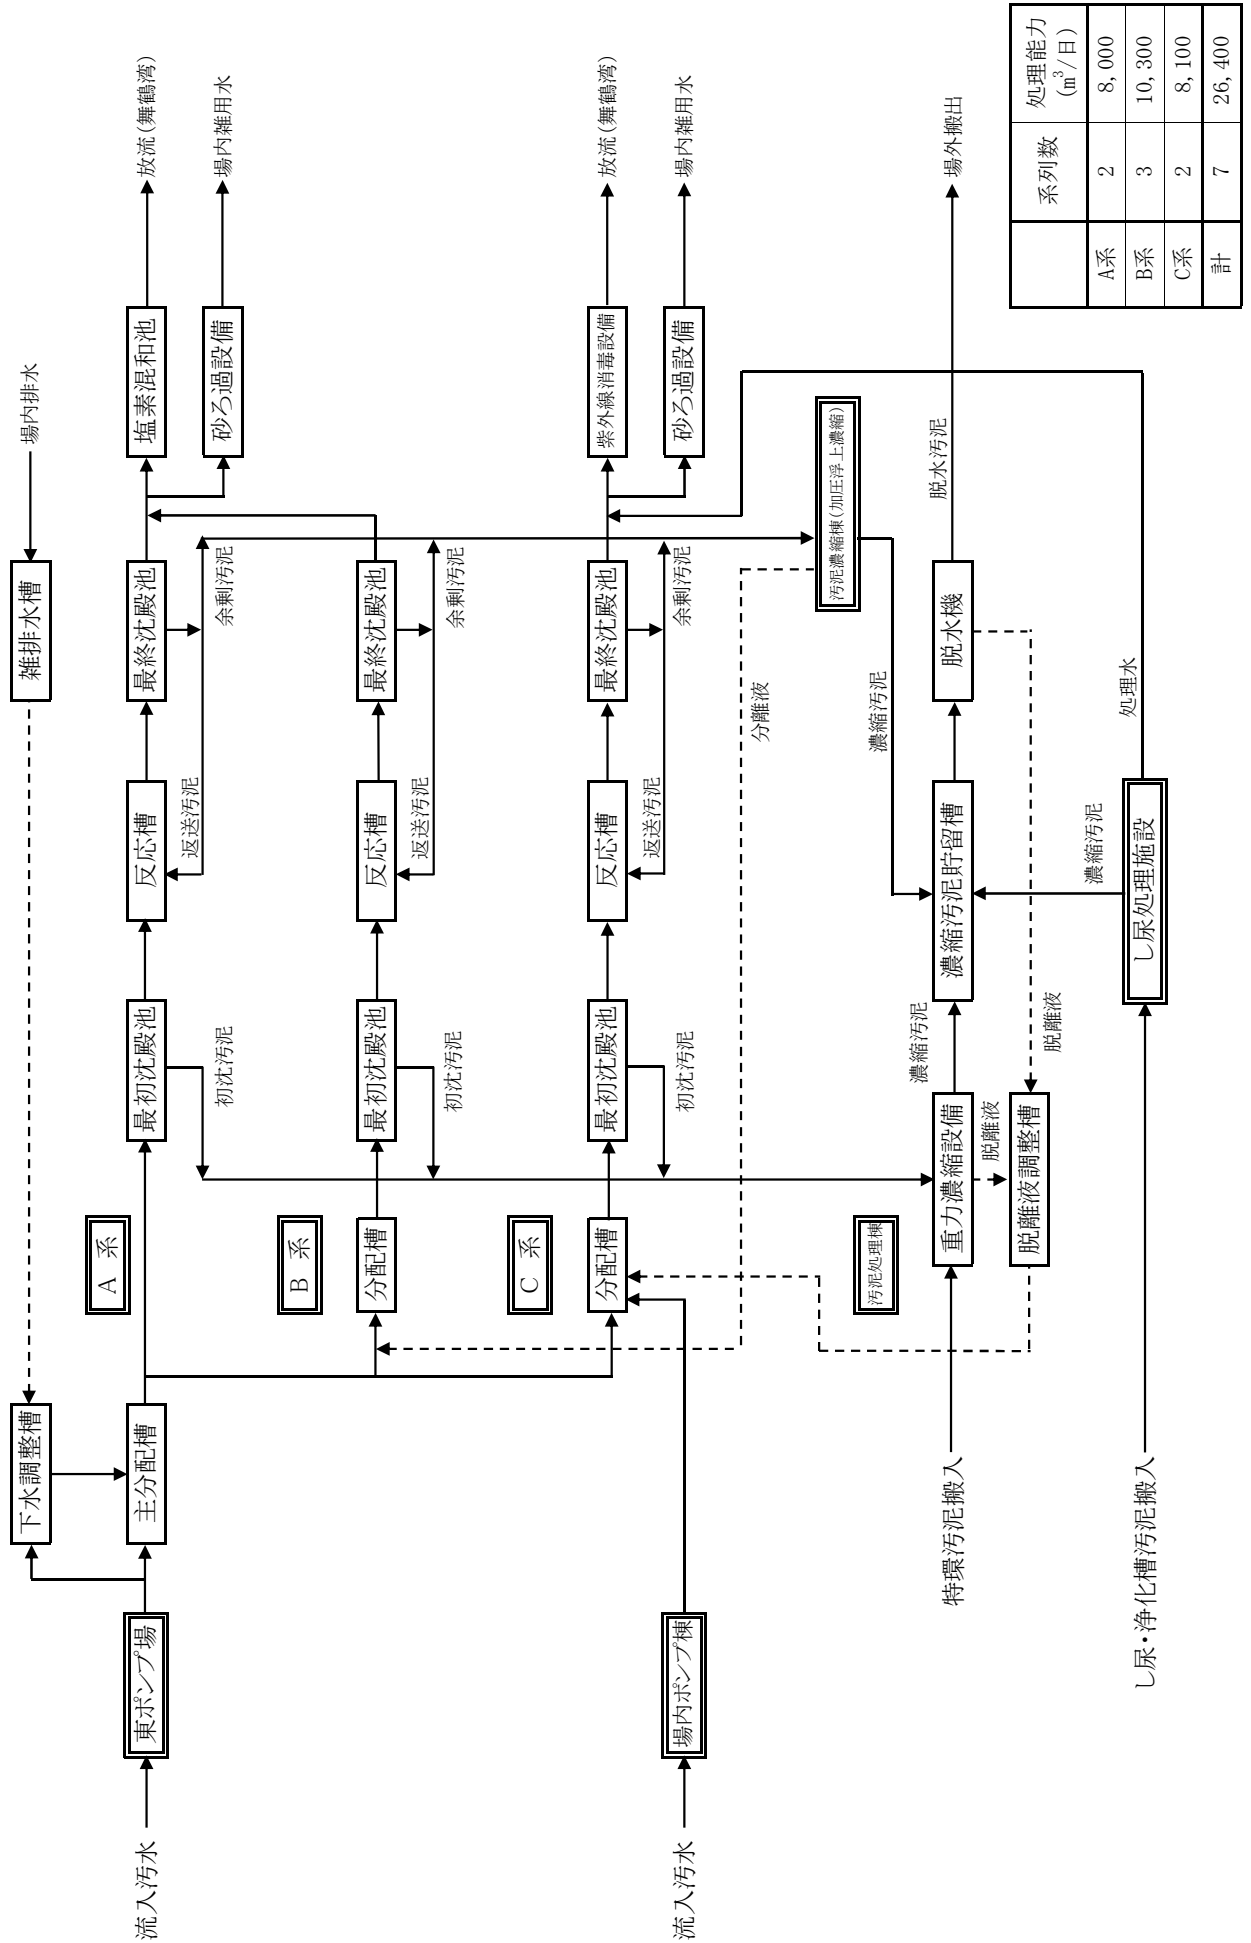 場内排水
雑排水槽
下水調整槽
流入汚水
東ポンプ場
主分配槽
A 系
最初沈殿池
初沈汚泥
反応槽
返送汚泥
最終沈殿池
余剰汚泥
塩素混和池
放流(舞鶴湾)
砂ろ過設備
場内雑用水
B 系
分配槽
最初沈殿池
初沈汚泥
反応槽
返送汚泥
最終沈殿池
余剰汚泥
C 系
分配槽
最初沈殿池
初沈汚泥
反応槽
返送汚泥
最終沈殿池
余剰汚泥
紫外線消毒設備
放流(舞鶴湾)
砂ろ過設備
場内雑用水
流入汚水
場内ポンプ棟
分離液
汚泥濃縮棟(加圧浮上濃縮)
濃縮汚泥
汚泥処理棟
特環汚泥搬入
重力濃縮設備
濃縮汚泥
濃縮汚泥貯留槽
脱水機
脱水汚泥
場外搬出
脱離液
脱離液調整槽
脱離液
し尿・浄化槽汚泥搬入
し尿処理施設
濃縮汚泥
処理水
系列数 処理能力
(m³/日)
A系 2 8,000
B系 3 10,300
C系 2 8,100
計 7 26,400